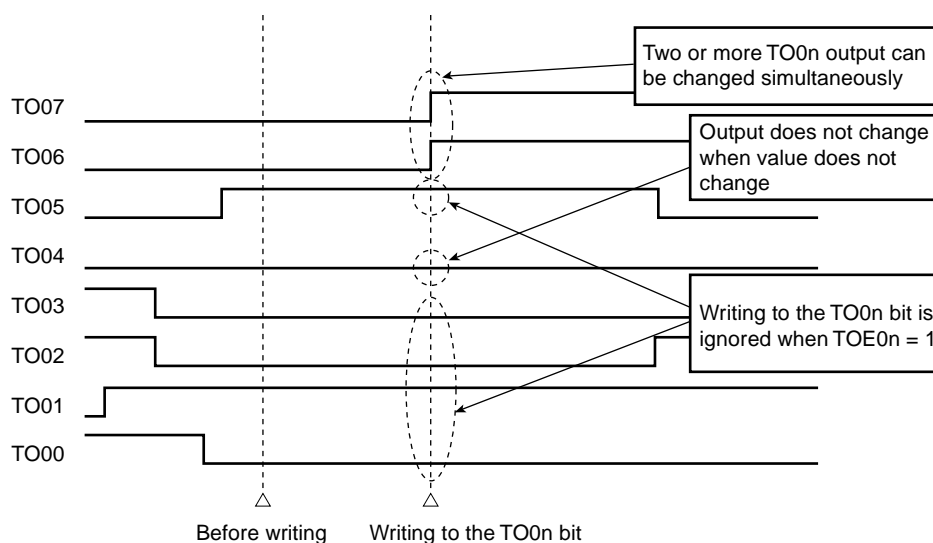 Two or more TO0n output can
be changed simultaneously
TO07
Output does not change
when value does not
change
TO06
TO05
TO04
TO03
Writing to the TO0n bit is
ignored when TOE0n = 1
TO02
TO01
TO00
Before writing
Writing to the TO0n bit